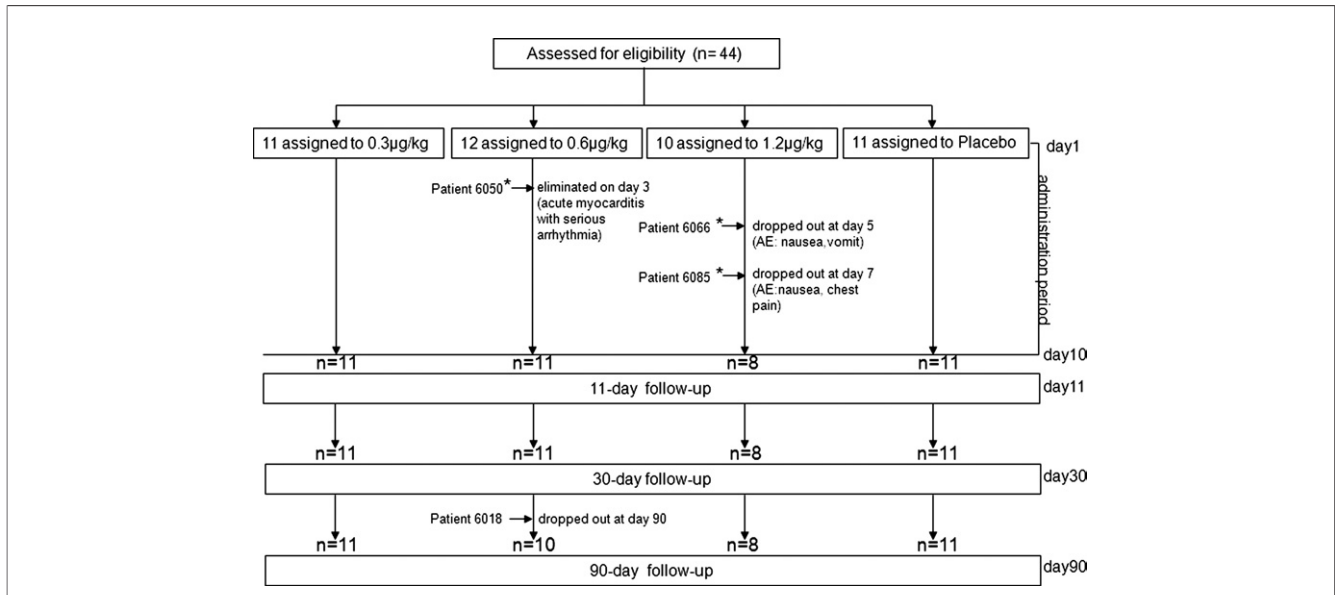 Assessed for eligibility (n= 44)
11 assigned to 0.3µg/kg
12 assigned to 0.6µg/kg
10 assigned to 1.2µg/kg
11 assigned to Placebo
day1
administration period
Patient 6050*
eliminated on day 3
(acute myocarditis
with serious
arrhythmia)
Patient 6066 *
dropped out at day 5
(AE: nausea,vomit)
Patient 6085 *
dropped out at day 7
(AE:nausea, chest
pain)
n=11
n=11
n=8
n=11
day10
11-day follow-up
day11
n=11
n=11
n=8
n=11
30-day follow-up
day30
Patient 6018
dropped out at day 90
n=11
n=10
n=8
n=11
90-day follow-up
day90